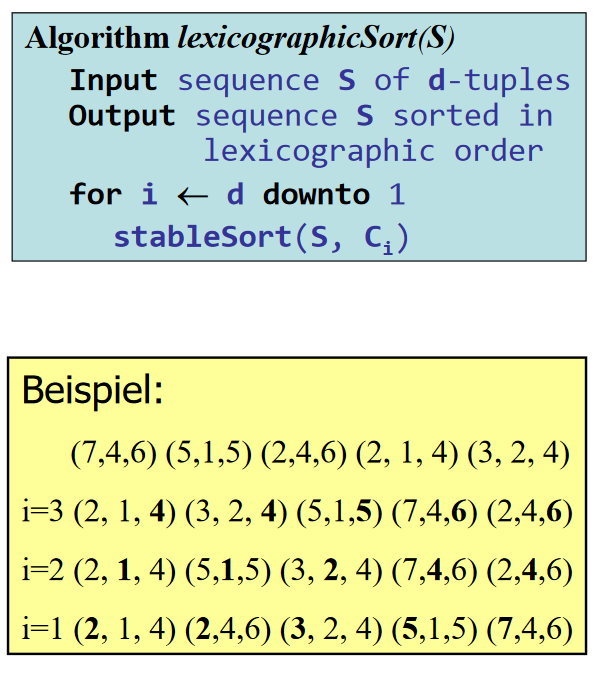 Algorithm lexicographicSort(S)
Input sequence S of d-tuples
Output sequence S sorted in
lexicographic order
for i ← d downto 1
stableSort(S, Cᵢ)
Beispiel:
(7,4,6) (5,1,5) (2,4,6) (2, 1, 4) (3, 2, 4)
i=3 (2, 1, 4) (3, 2, 4) (5,1,5) (7,4,6) (2,4,6)
i=2 (2, 1, 4) (5,1,5) (3, 2, 4) (7,4,6) (2,4,6)
i=1 (2, 1, 4) (2,4,6) (3, 2, 4) (5,1,5) (7,4,6)